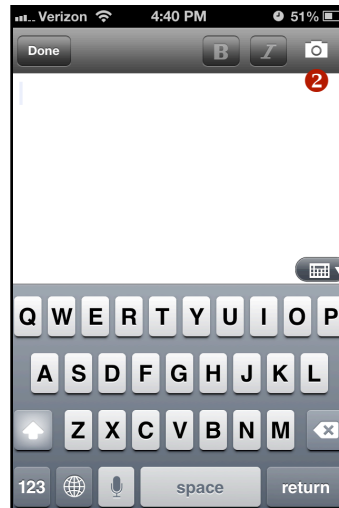 Verizon 4:40 PM 51%
Done B I
2
Q W E R T Y U I O P
A S D F G H J K L
Z X C V B N M
123 space return